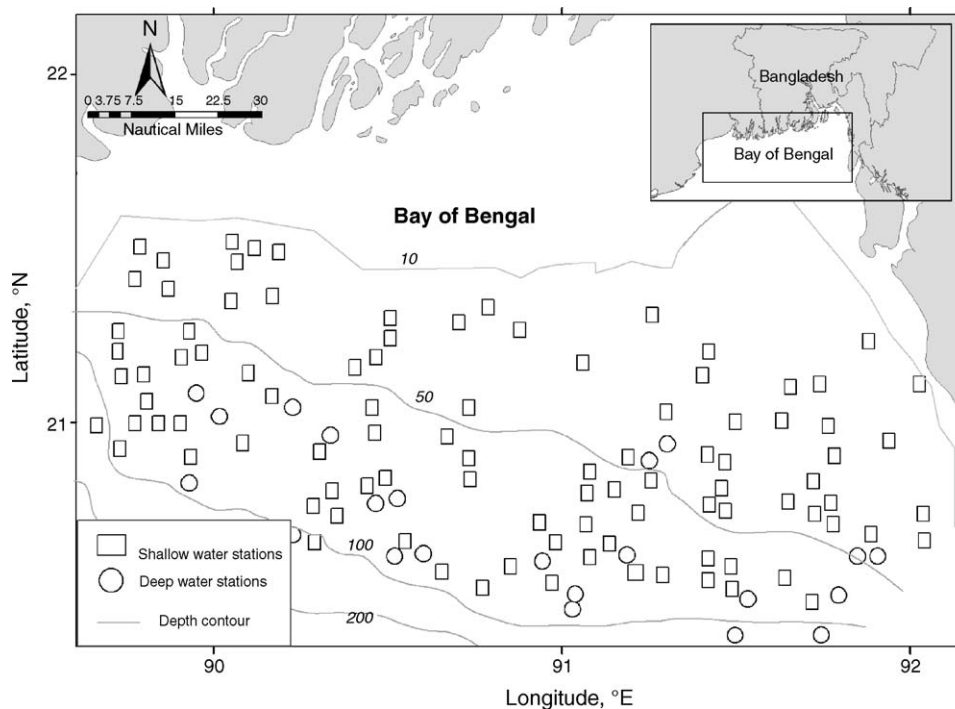 N
0 3.75 7.5 15 22.5 30
Nautical Miles
22
21
Latitude, °N
Bangladesh
Bay of Bengal
Bay of Bengal
10
50
100
200
Shallow water stations
Deep water stations
Depth contour
90 91 92
Longitude, °E